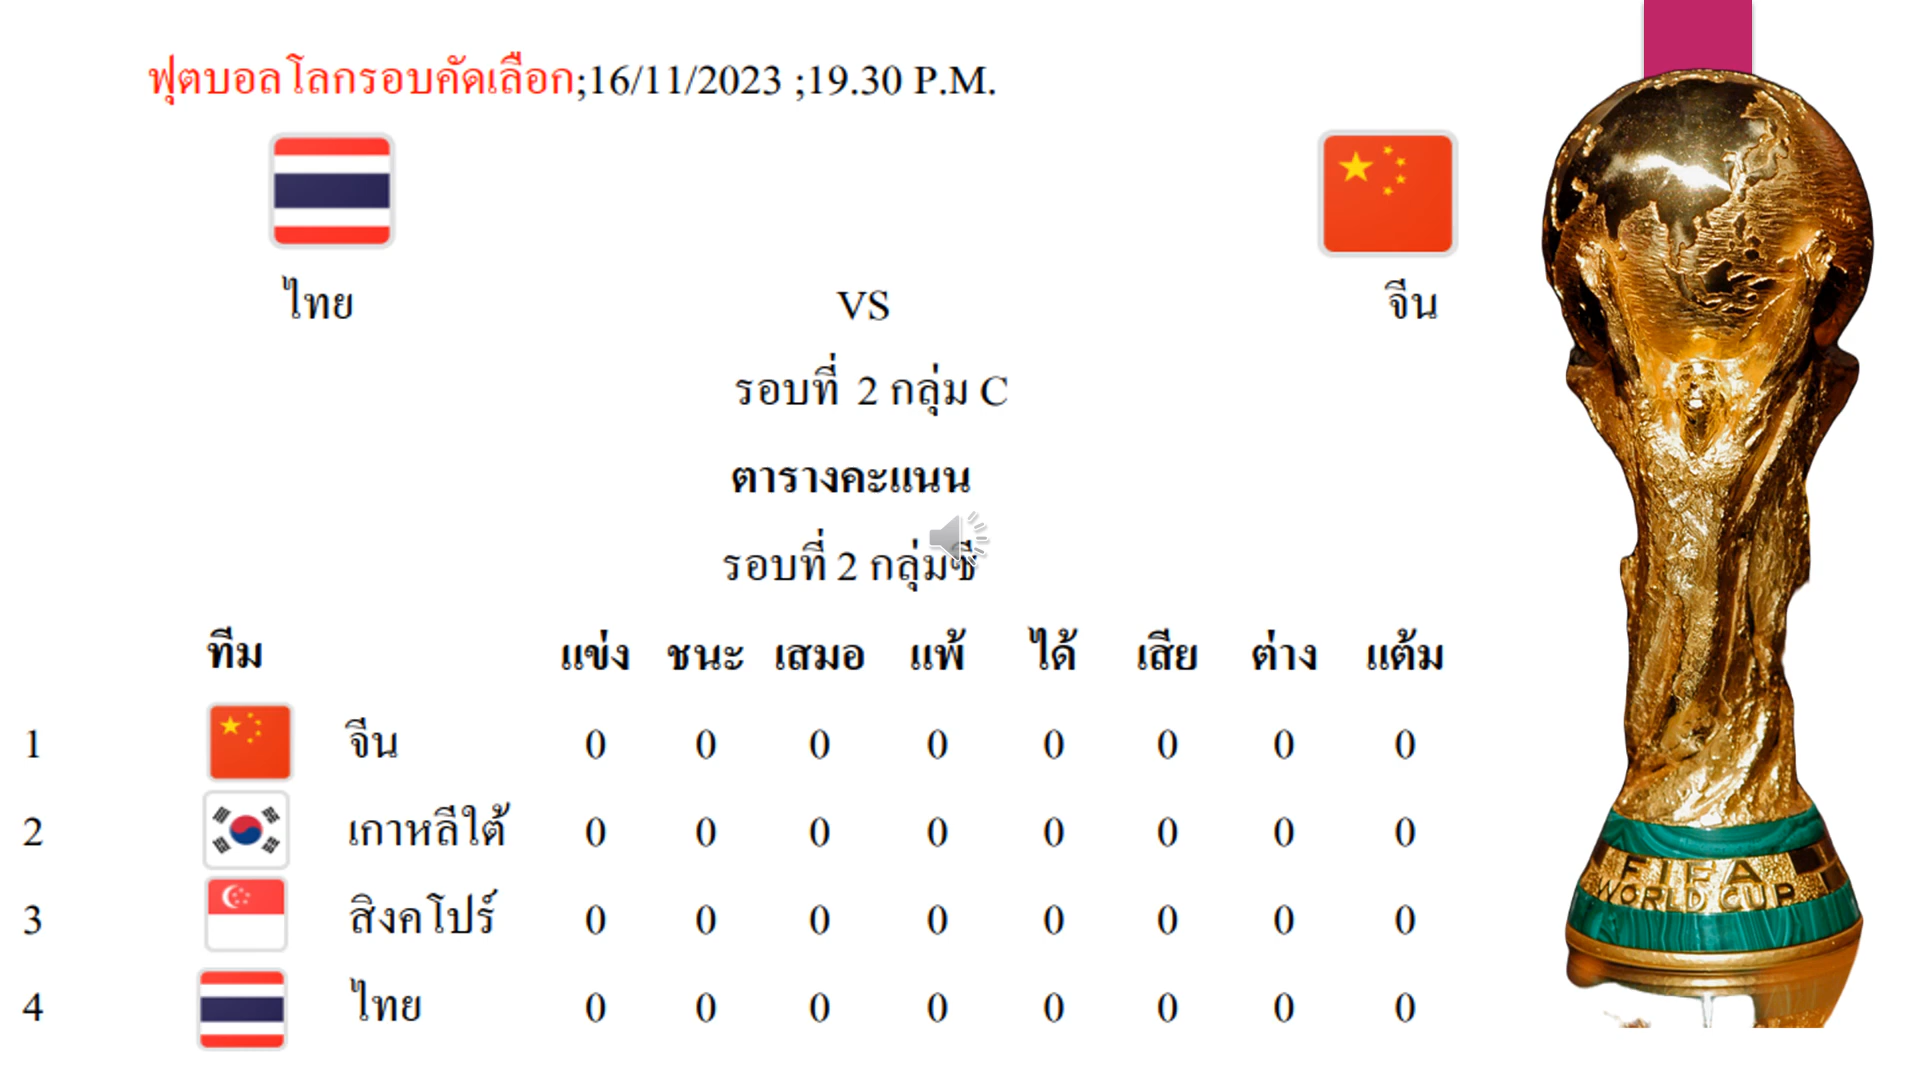 ฟุตบอลโลกรอบคัดเลือก;16/11/2023 ;19.30 P.M.
ไทย VS จีน
รอบที่ 2 กลุ่ม C
ตารางคะแนน
รอบที่ 2 กลุ่มซี
ทีม แข่ง ชนะ เสมอ แพ้ ได้ เสีย ต่าง แต้ม
1 จีน 0 0 0 0 0 0 0 0
2 เกาหลีใต้ 0 0 0 0 0 0 0 0
3 สิงคโปร์ 0 0 0 0 0 0 0 0
4 ไทย 0 0 0 0 0 0 0 0
FIFA
WORLD CUP